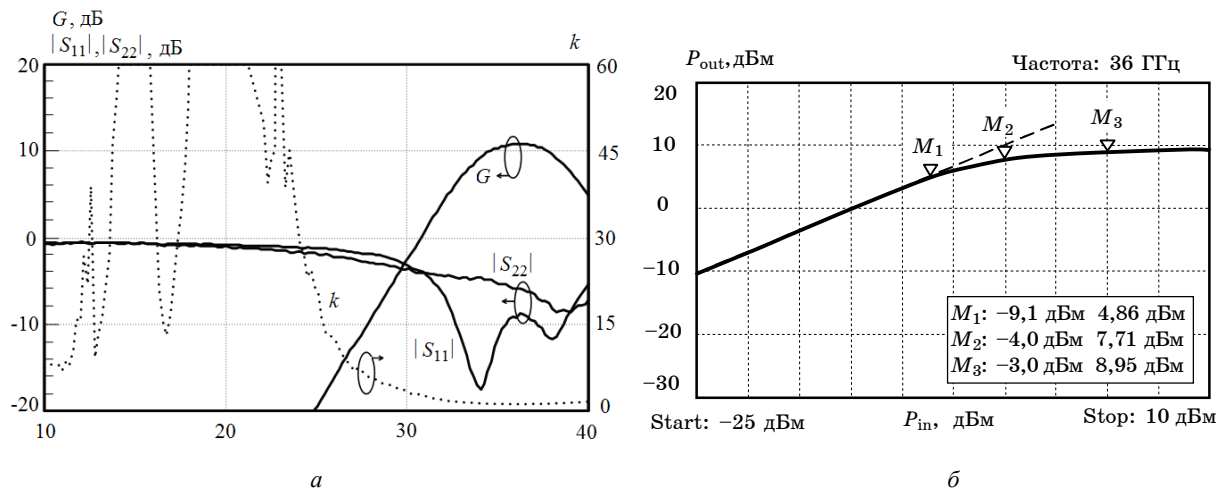 G, дБ
|S11|,|S22|, дБ
k
20
10
0
-10
-20
60
45
30
15
0
G
k
|S22|
|S11|
10
20
30
40
а
Pout,дБм
Частота: 36 ГГц
20
10
0
−10
−20
−30
M1
M2
M3
M1: −9,1 дБм 4,86 дБм
M2: −4,0 дБм 7,71 дБм
M3: −3,0 дБм 8,95 дБм
Start: −25 дБм
Pin, дБм
Stop: 10 дБм
б